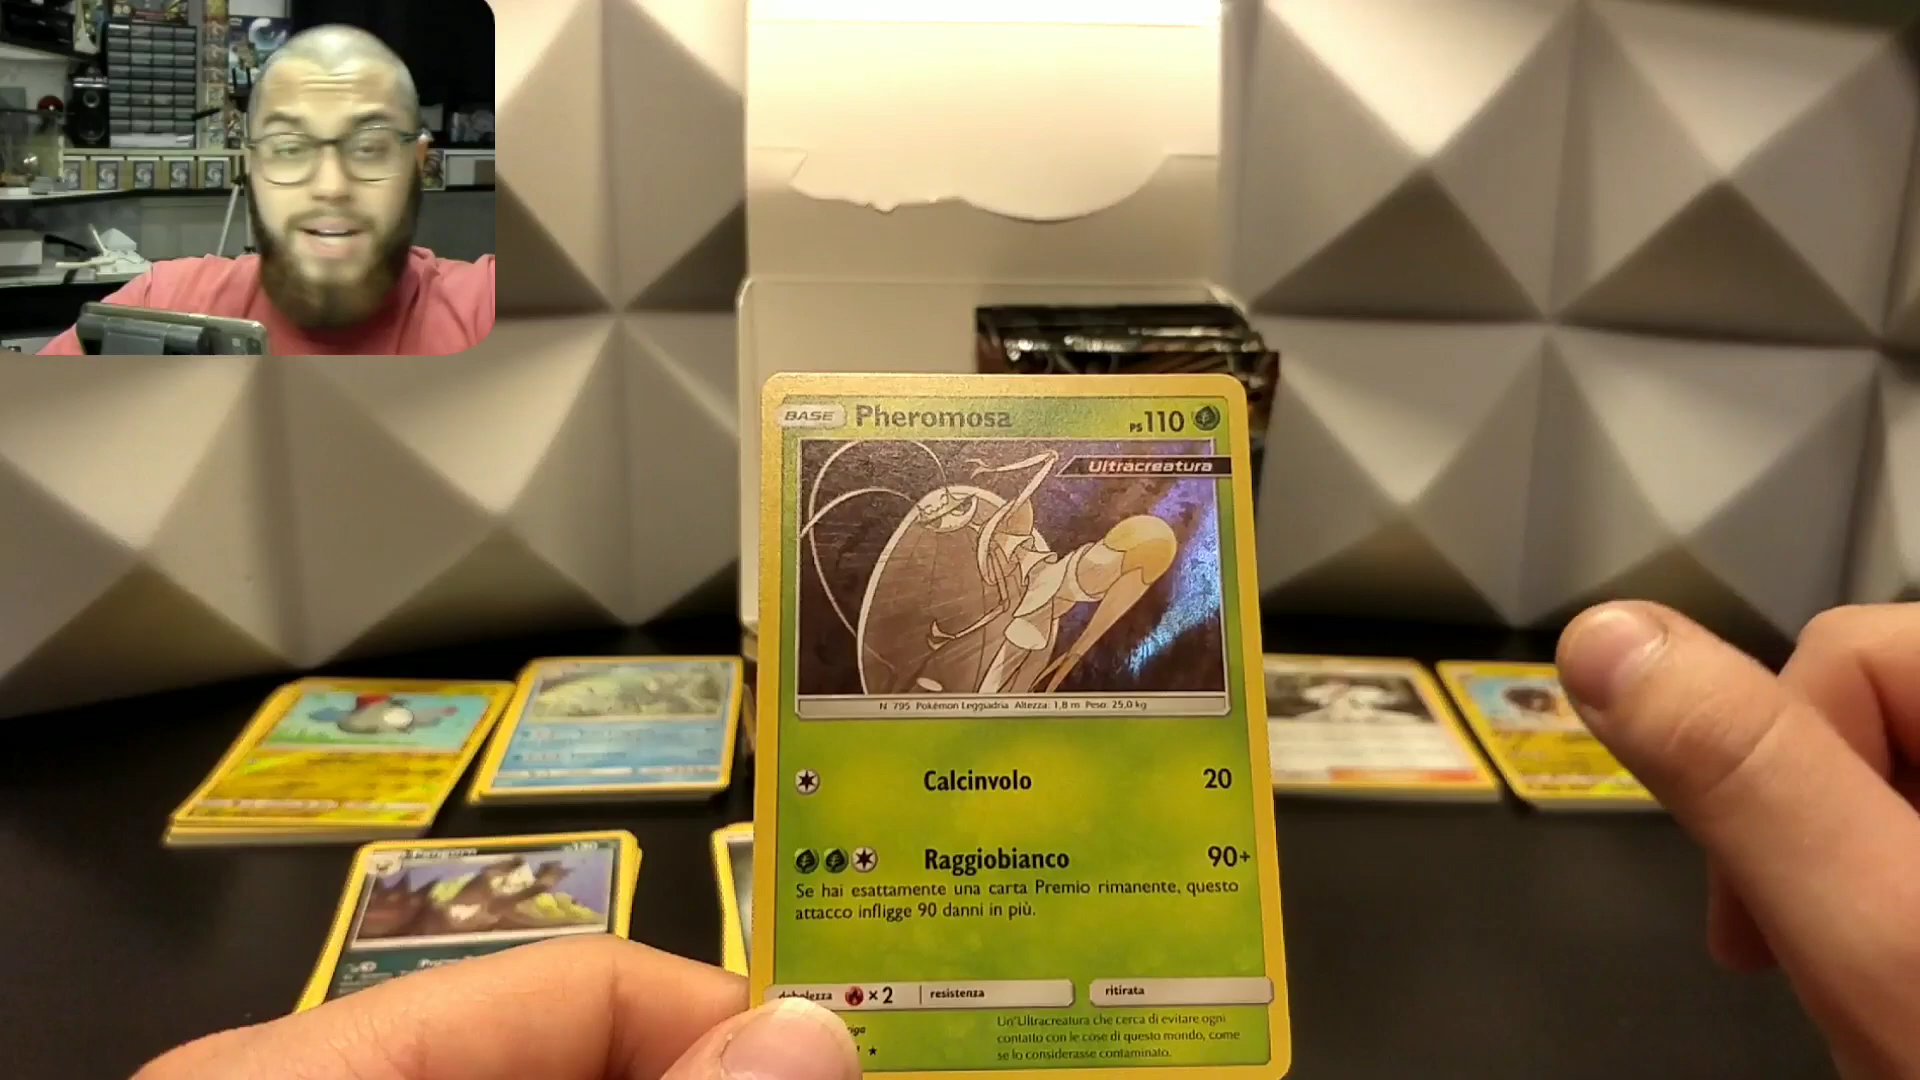 BASE Pheromosa PS110
Ultracreatura
N 795 Pokémon Leggiadria Altezza: 1,8 m Peso: 25,0 kg
Calcinvolo 20
Raggiobianco 90+
Se hai esattamente una carta Premio rimanente, questo
attacco infligge 90 danni in più.
debolezza ×2 resistenza ritirata
Un'Ultracreatura che cerca di evitare ogni
contatto con le cose di questo mondo, come
se lo considerasse contaminato.